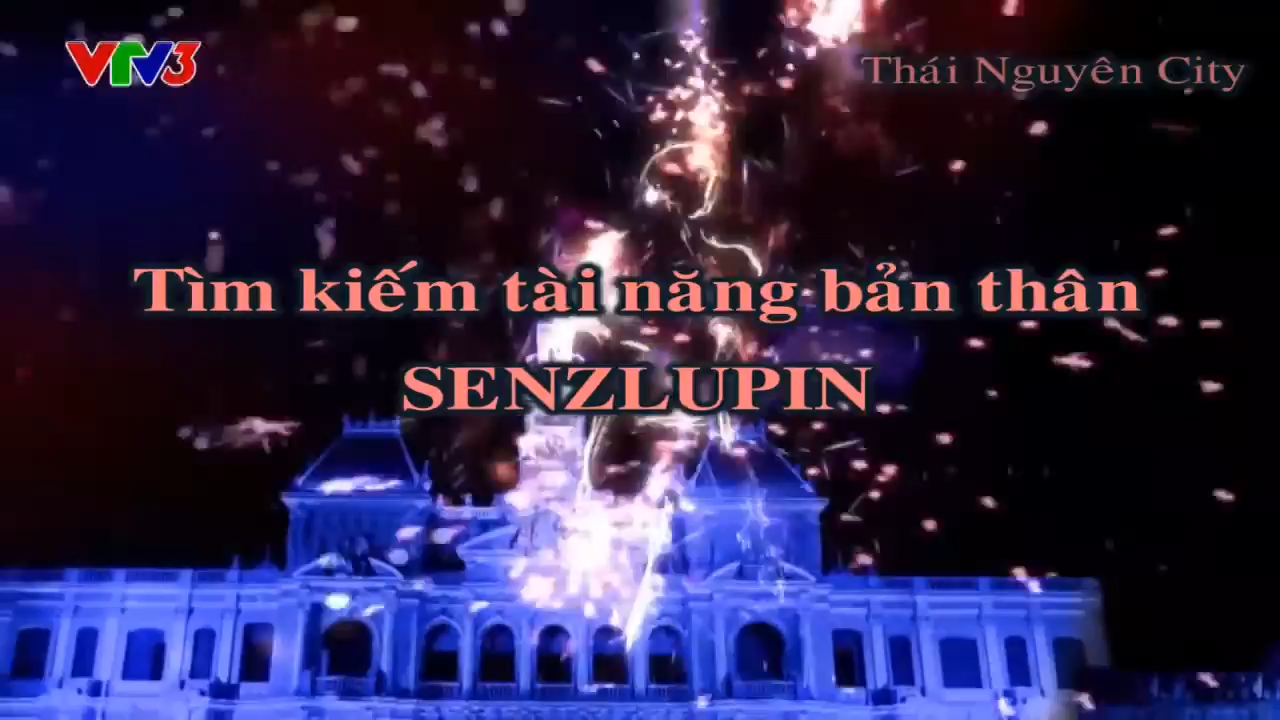 VTV3
Thái Nguyên City
Tìm kiếm tài năng bản thân
SENZLUPIN